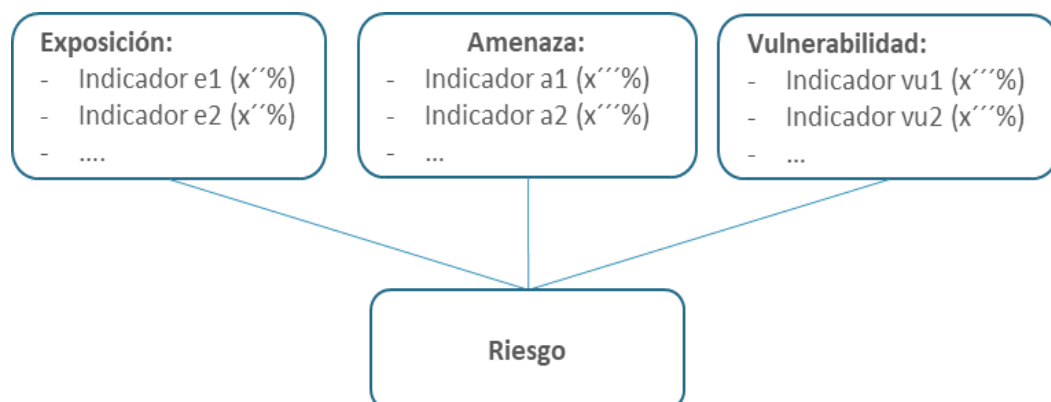 Exposición:
- Indicador e1 (x´´%)
- Indicador e2 (x´´%)
- ....
Amenaza:
- Indicador a1 (x´´´%)
- Indicador a2 (x´´´%)
- ...
Vulnerabilidad:
- Indicador vu1 (x´´´%)
- Indicador vu2 (x´´´%)
- ...
Riesgo